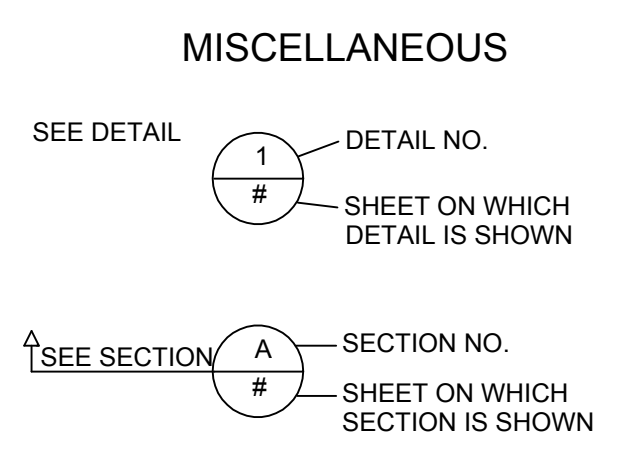 MISCELLANEOUS
SEE DETAIL
1
#
DETAIL NO.
SHEET ON WHICH
DETAIL IS SHOWN
SEE SECTION
A
#
SECTION NO.
SHEET ON WHICH
SECTION IS SHOWN